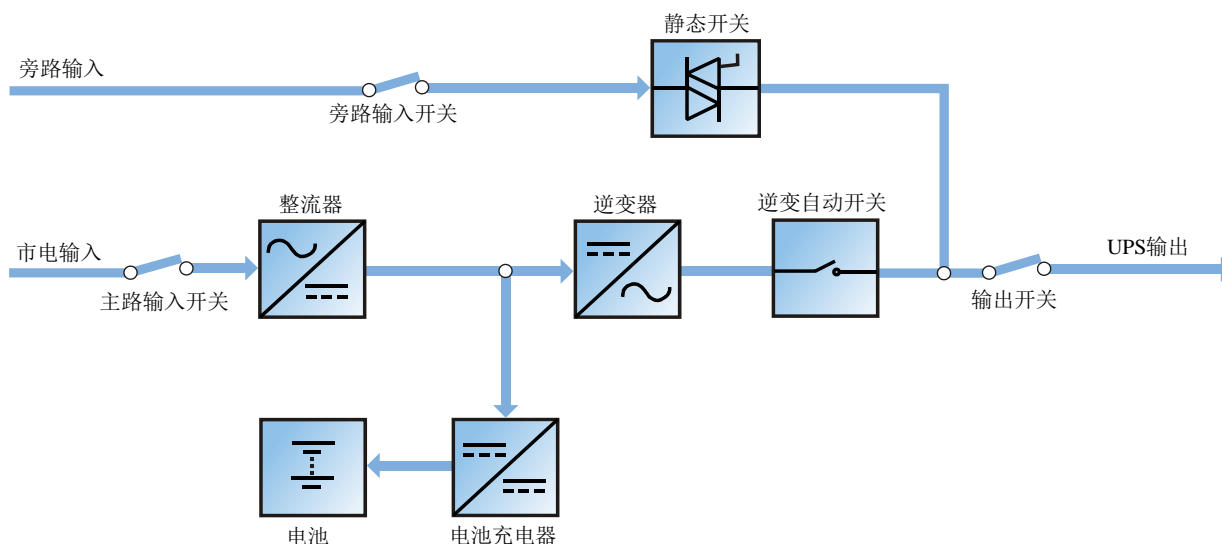 静态开关
旁路输入
旁路输入开关
整流器
逆变器
逆变自动开关
市电输入
UPS输出
主路输入开关
输出开关
电池
电池充电器